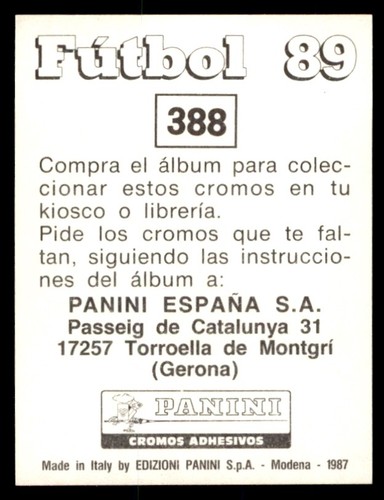 Fútbol 89
388
Compra el álbum para colec-
cionar estos cromos en tu
kiosco o librería.
Pide los cromos que te fal-
tan, siguiendo las instruccio-
nes del álbum a:
PANINI ESPAÑA S.A.
Passeig de Catalunya 31
17257 Torroella de Montgrí
(Gerona)
PANINI
CROMOS ADHESIVOS
Made in Italy by EDIZIONI PANINI S.p.A. - Modena - 1987